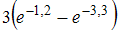 3(e^{-1,2} − e^{-3,3})